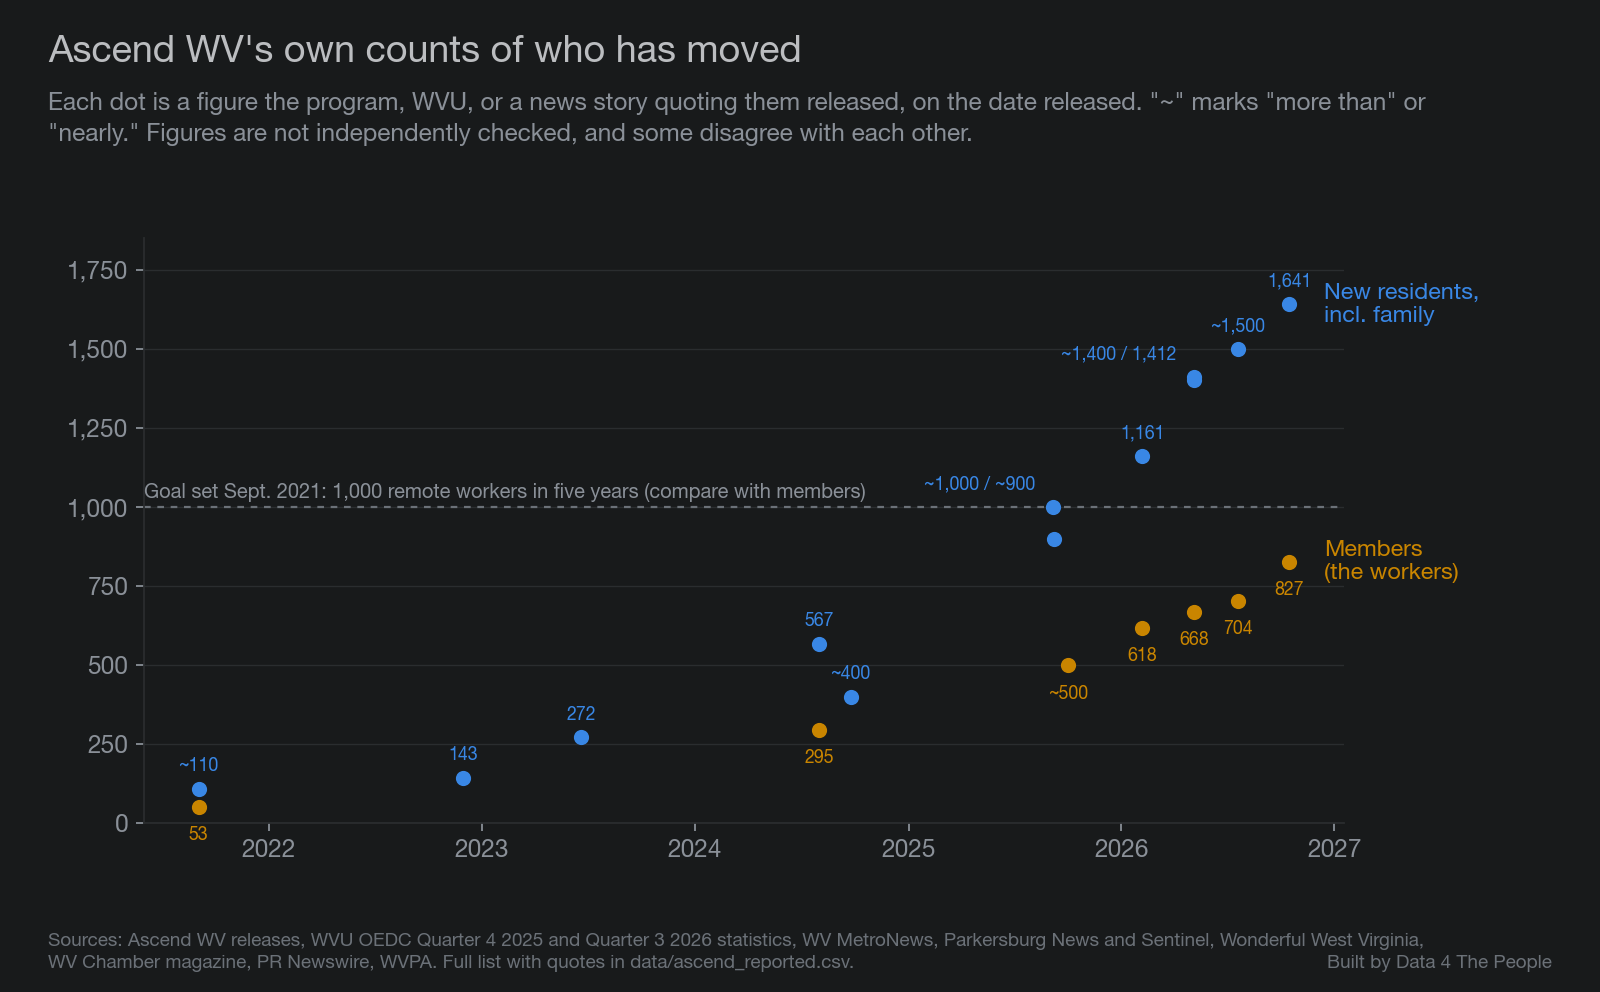 Ascend WV's own counts of who has moved
Each dot is a figure the program, WVU, or a news story quoting them released, on the date released. "~" marks "more than" or
"nearly." Figures are not independently checked, and some disagree with each other.
1,750
1,500
1,250
1,000
750
500
250
0
1,641
New residents,
incl. family
~1,500
~1,400 / 1,412
1,161
Goal set Sept. 2021: 1,000 remote workers in five years (compare with members)
~1,000 / ~900
Members
(the workers)
827
567
704
668
618
~400
~500
272
295
143
~110
53
2022
2023
2024
2025
2026
2027
Sources: Ascend WV releases, WVU OEDC Quarter 4 2025 and Quarter 3 2026 statistics, WV MetroNews, Parkersburg News and Sentinel, Wonderful West Virginia,
WV Chamber magazine, PR Newswire, WVPA. Full list with quotes in data/ascend_reported.csv.
Built by Data 4 The People